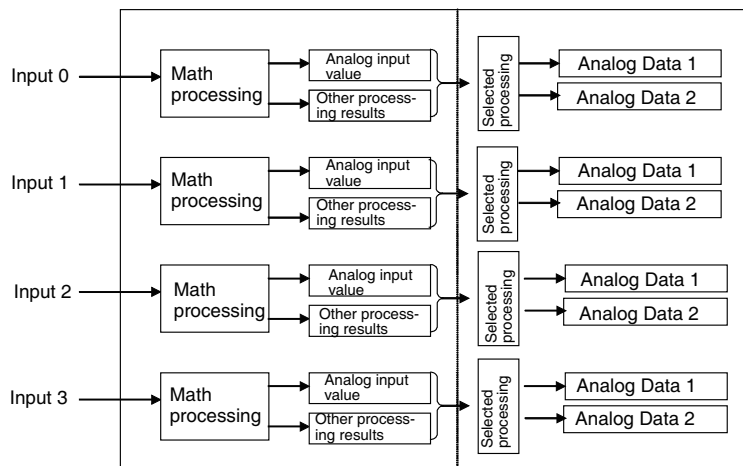 Input 0
Math
processing
Analog input
value
Other process-
ing results
Selected
processing
Analog Data 1
Analog Data 2
Input 1
Math
processing
Analog input
value
Other process-
ing results
Selected
processing
Analog Data 1
Analog Data 2
Input 2
Math
processing
Analog input
value
Other process-
ing results
Selected
processing
Analog Data 1
Analog Data 2
Input 3
Math
processing
Analog input
value
Other process-
ing results
Selected
processing
Analog Data 1
Analog Data 2